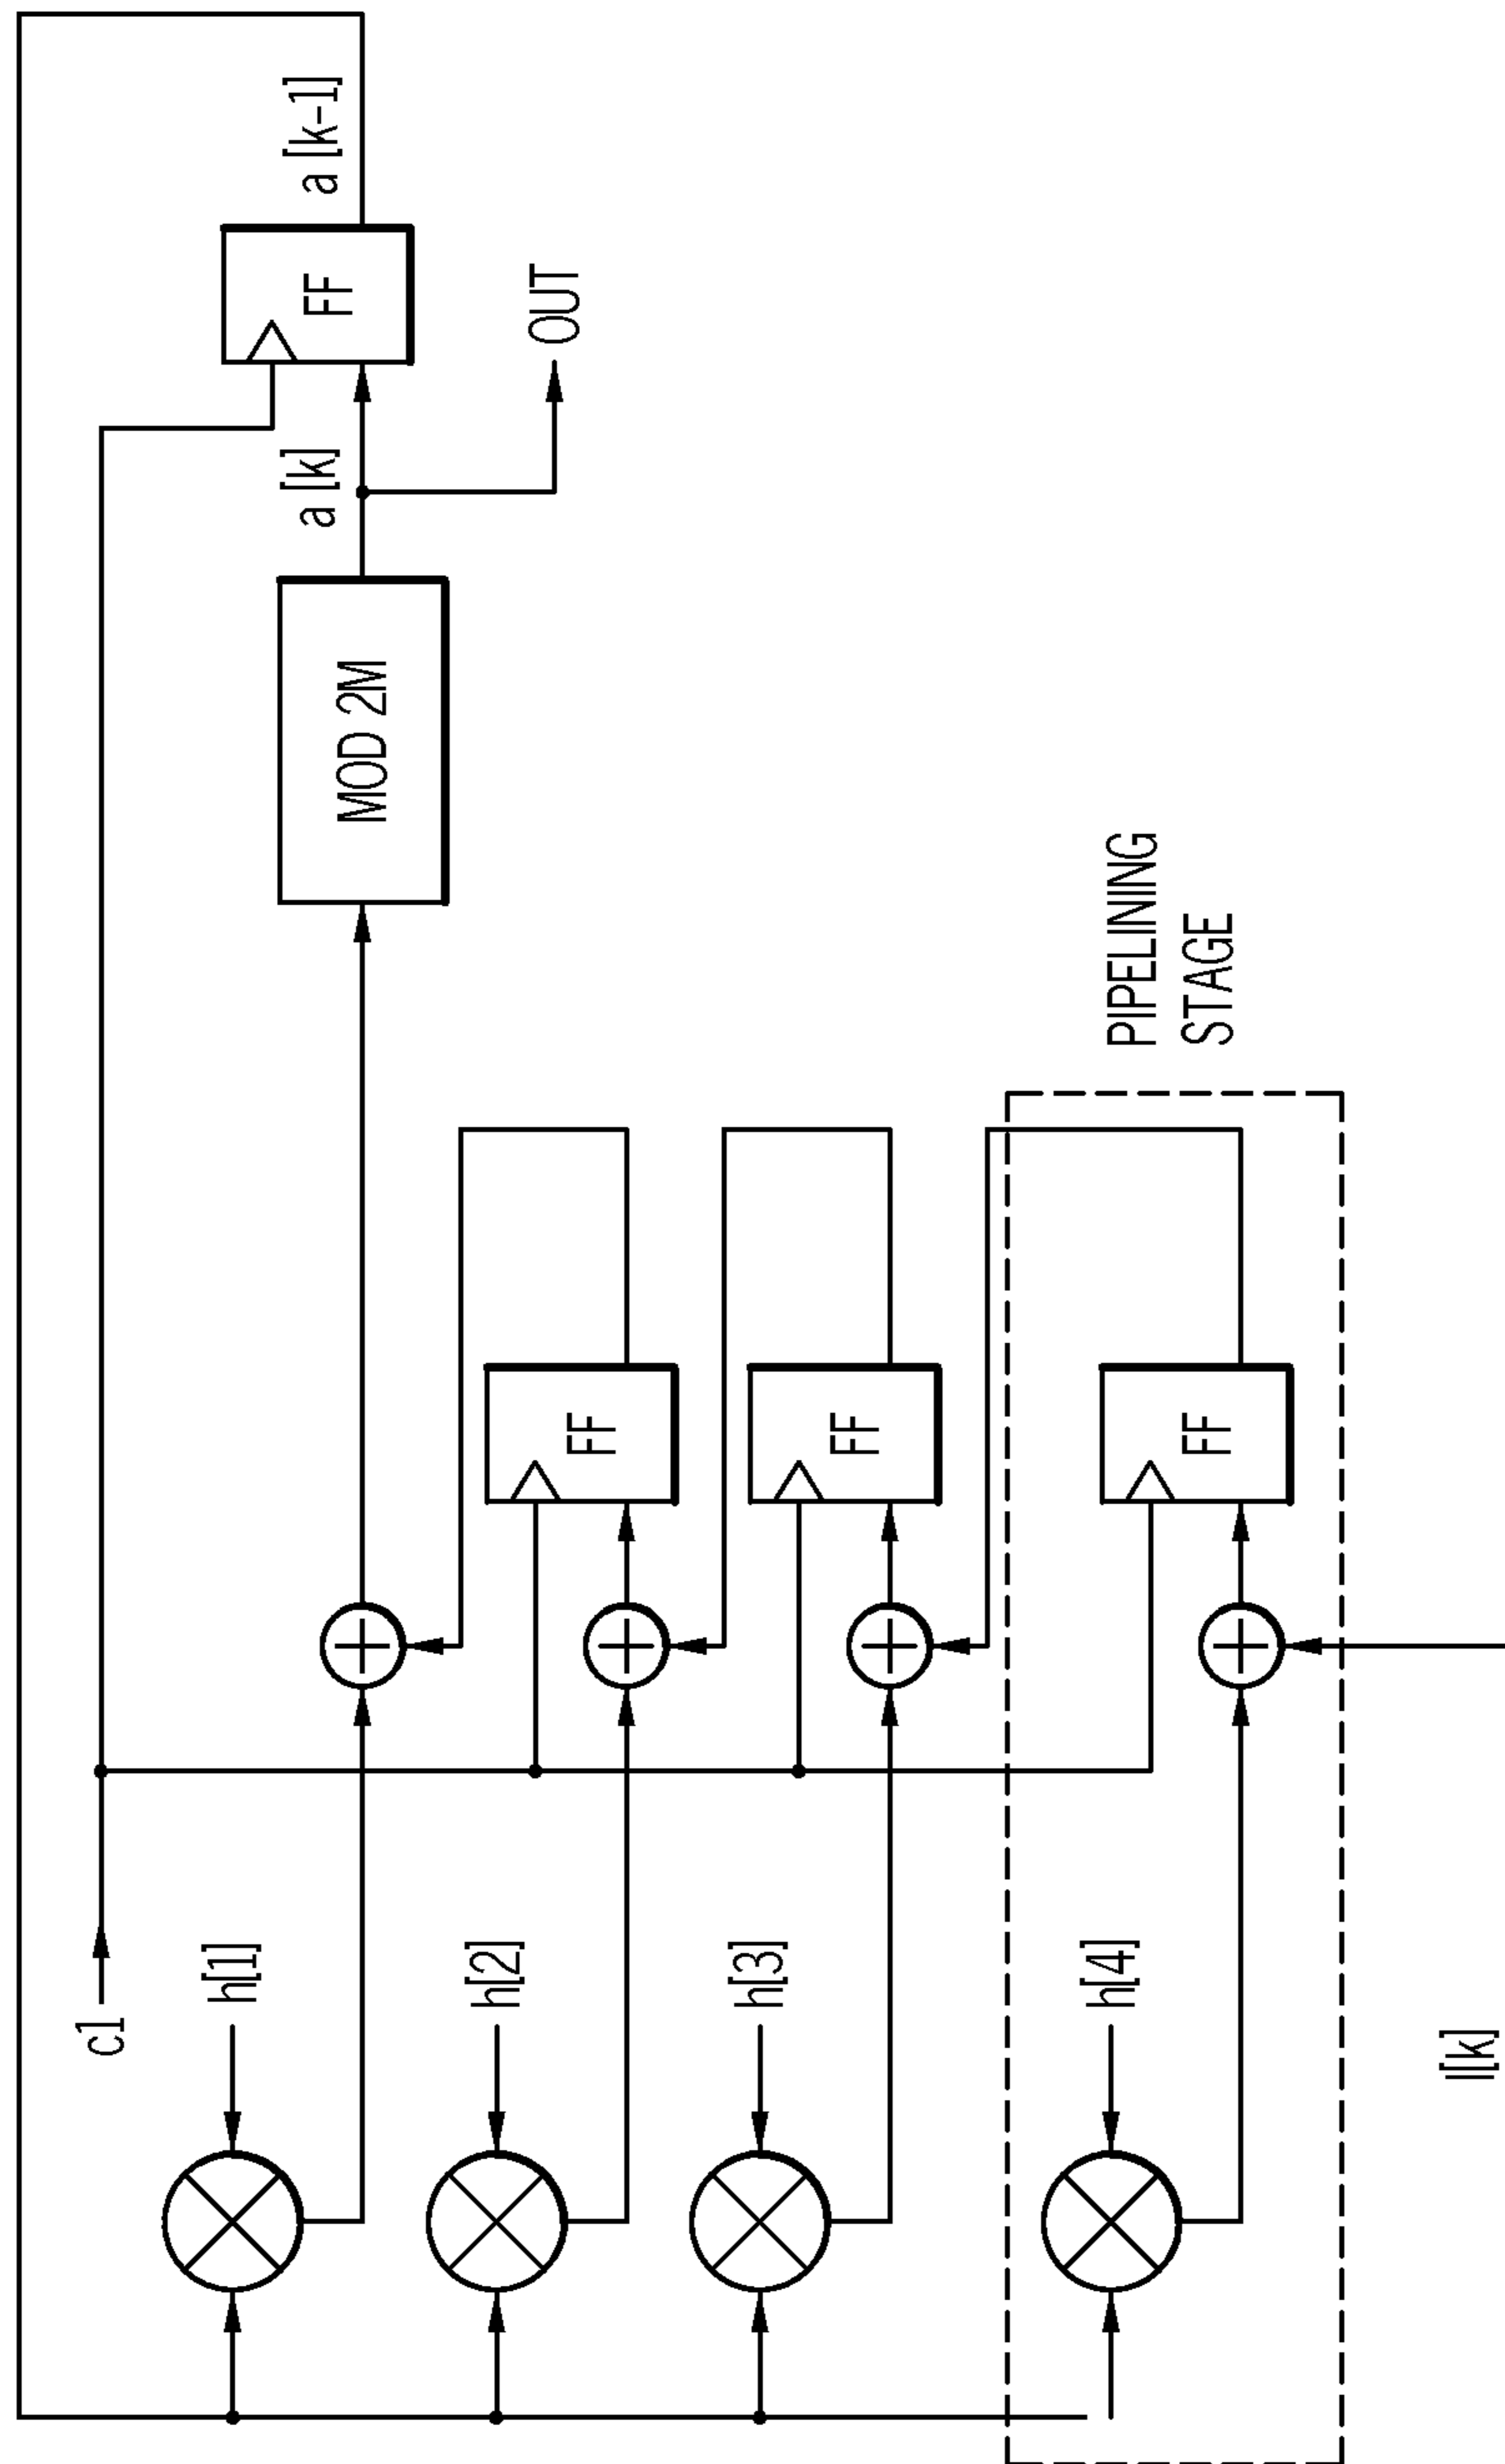 c1
h[1]
h[2]
h[3]
h[4]
I[k]
FF
FF
FF
PIPELINING
STAGE
MOD 2M
a [k]
OUT
FF
a [k-1]